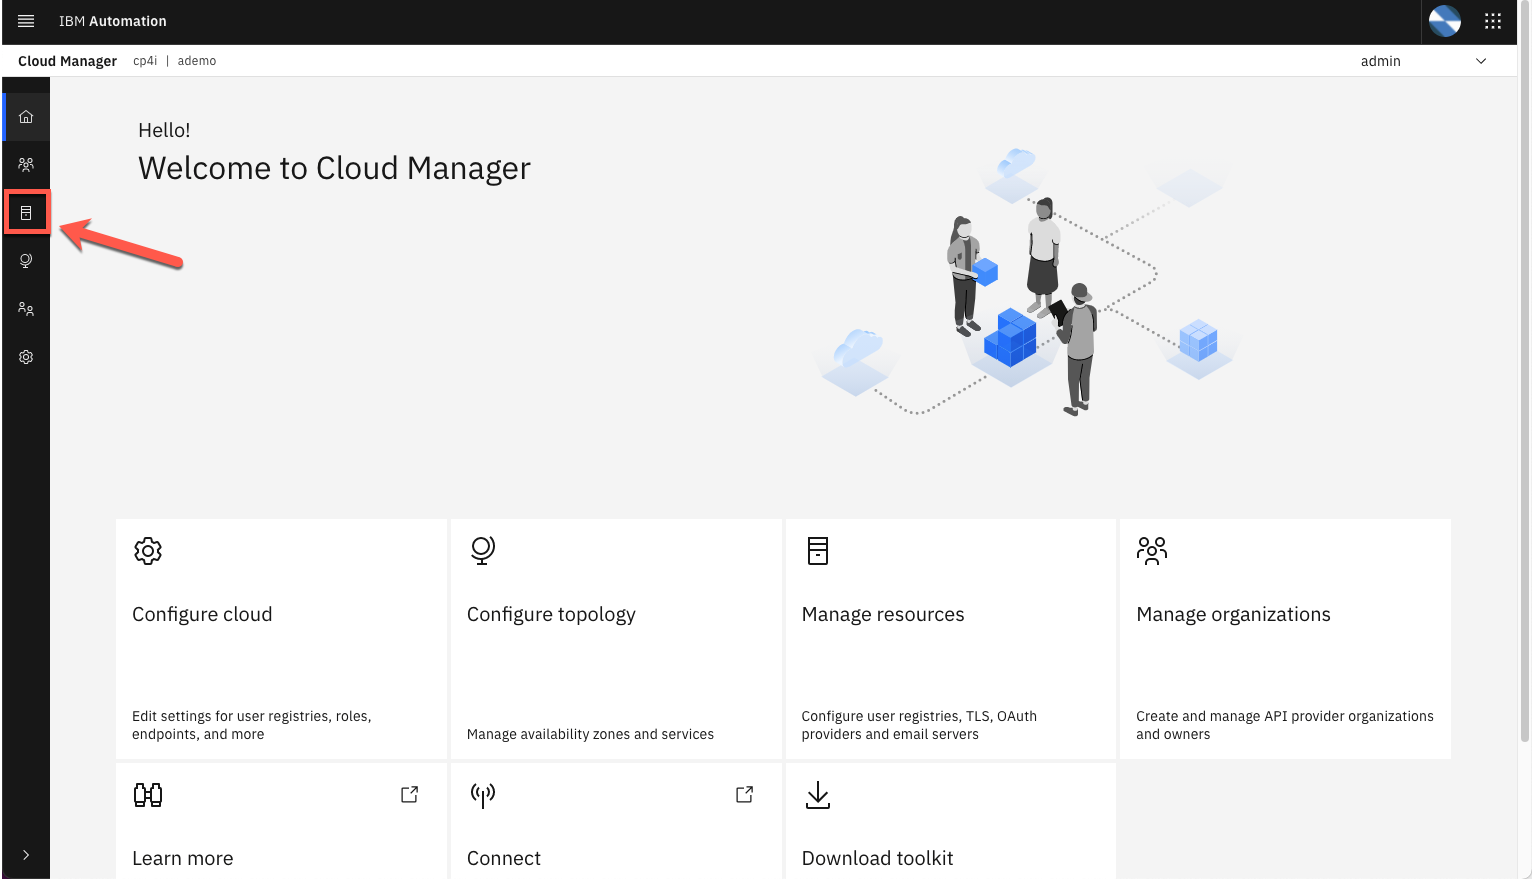 IBM Automation
Cloud Manager cp4i | ademo
admin
Hello!
Welcome to Cloud Manager
Configure cloud
Edit settings for user registries, roles,
endpoints, and more
Configure topology
Manage availability zones and services
Manage resources
Configure user registries, TLS, OAuth
providers and email servers
Manage organizations
Create and manage API provider organizations
and owners
Learn more
Connect
Download toolkit